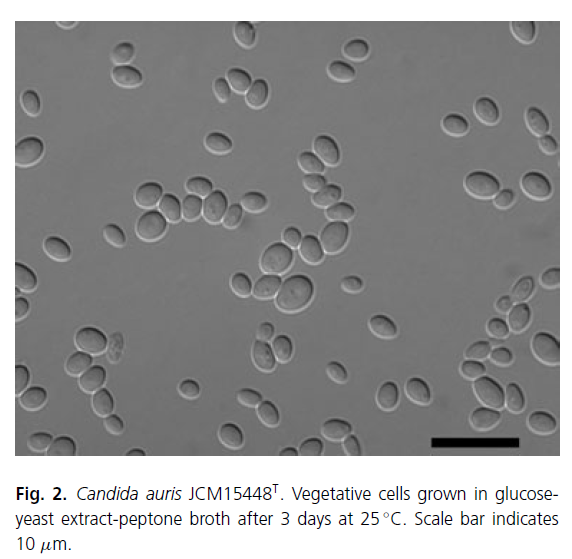 Fig. 2. Candida auris JCM15448ᵀ. Vegetative cells grown in glucose-
yeast extract-peptone broth after 3 days at 25 °C. Scale bar indicates
10 μm.